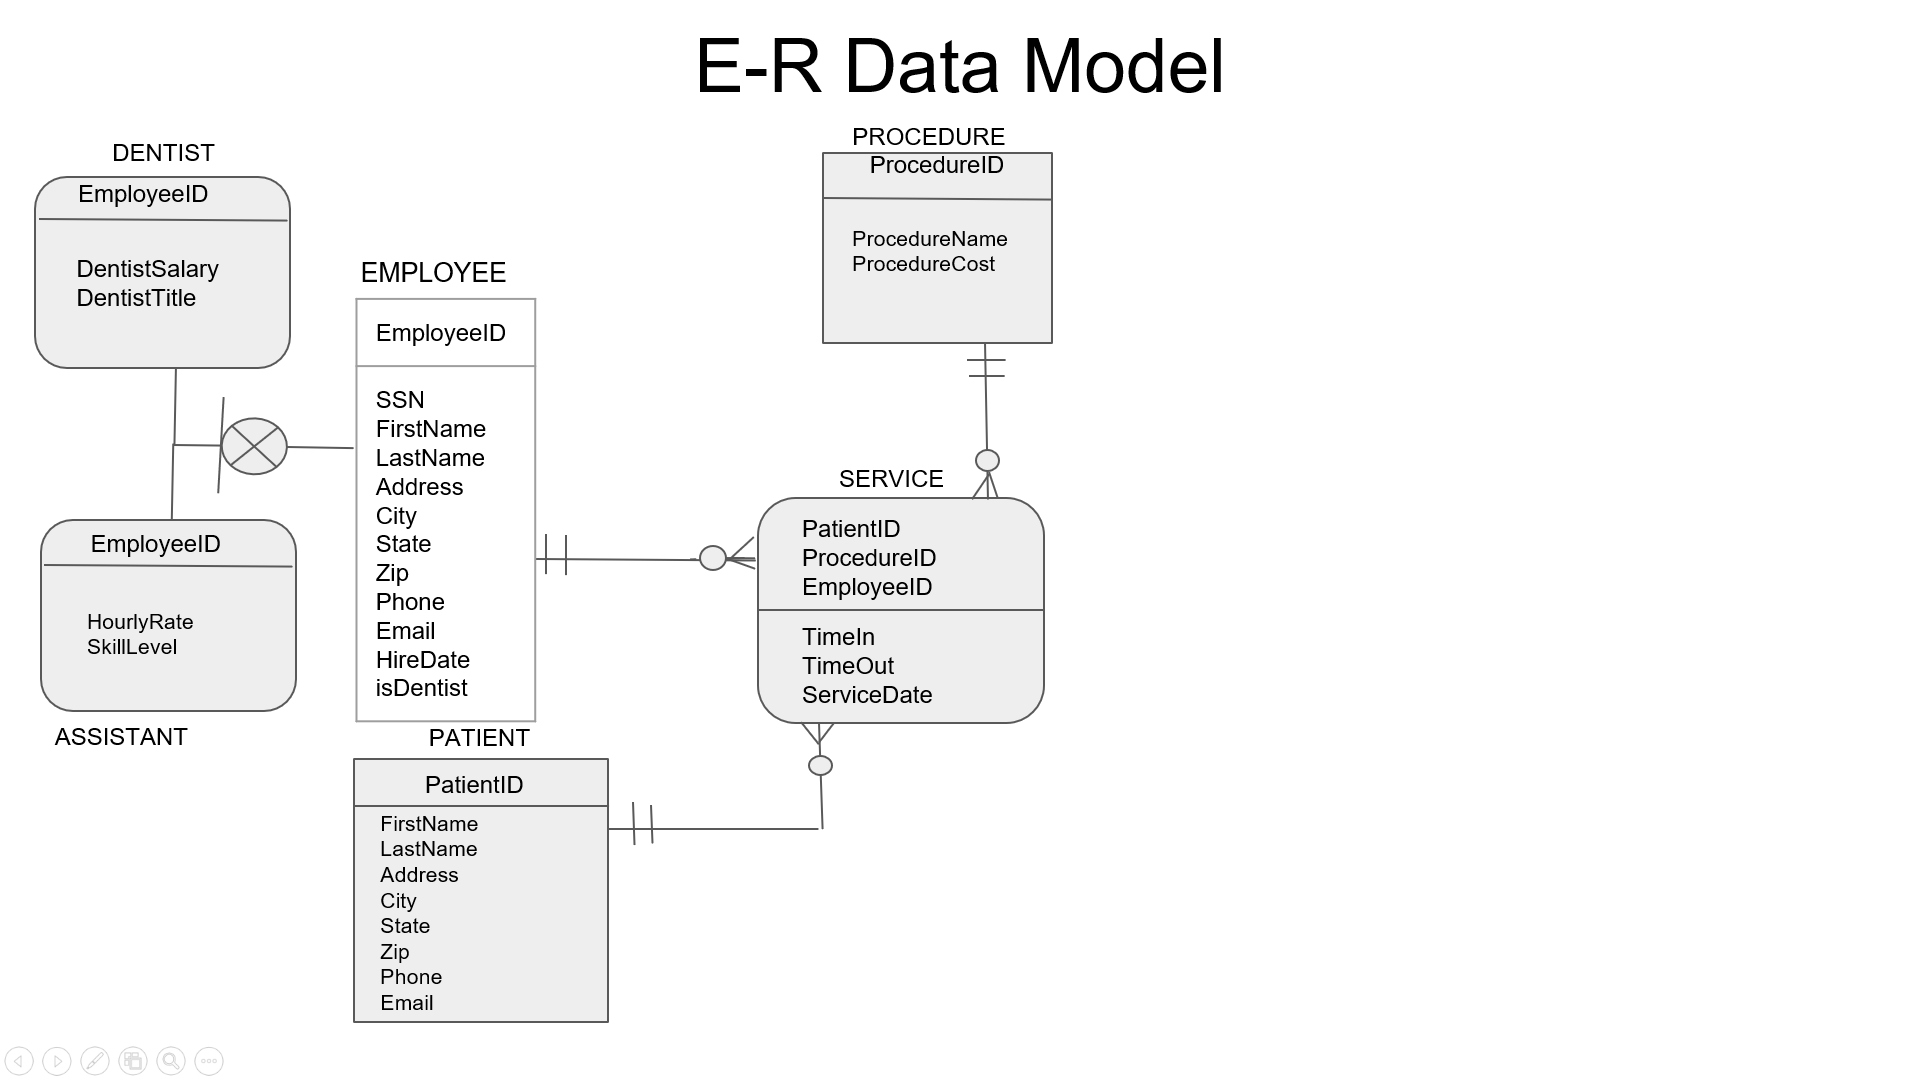 E-R Data Model
DENTIST
EmployeeID
DentistSalary
DentistTitle
EMPLOYEE
EmployeeID
SSN
FirstName
LastName
Address
City
State
Zip
Phone
Email
HireDate
isDentist
EmployeeID
HourlyRate
SkillLevel
ASSISTANT
PROCEDURE
ProcedureID
ProcedureName
ProcedureCost
SERVICE
PatientID
ProcedureID
EmployeeID
TimeIn
TimeOut
ServiceDate
PATIENT
PatientID
FirstName
LastName
Address
City
State
Zip
Phone
Email